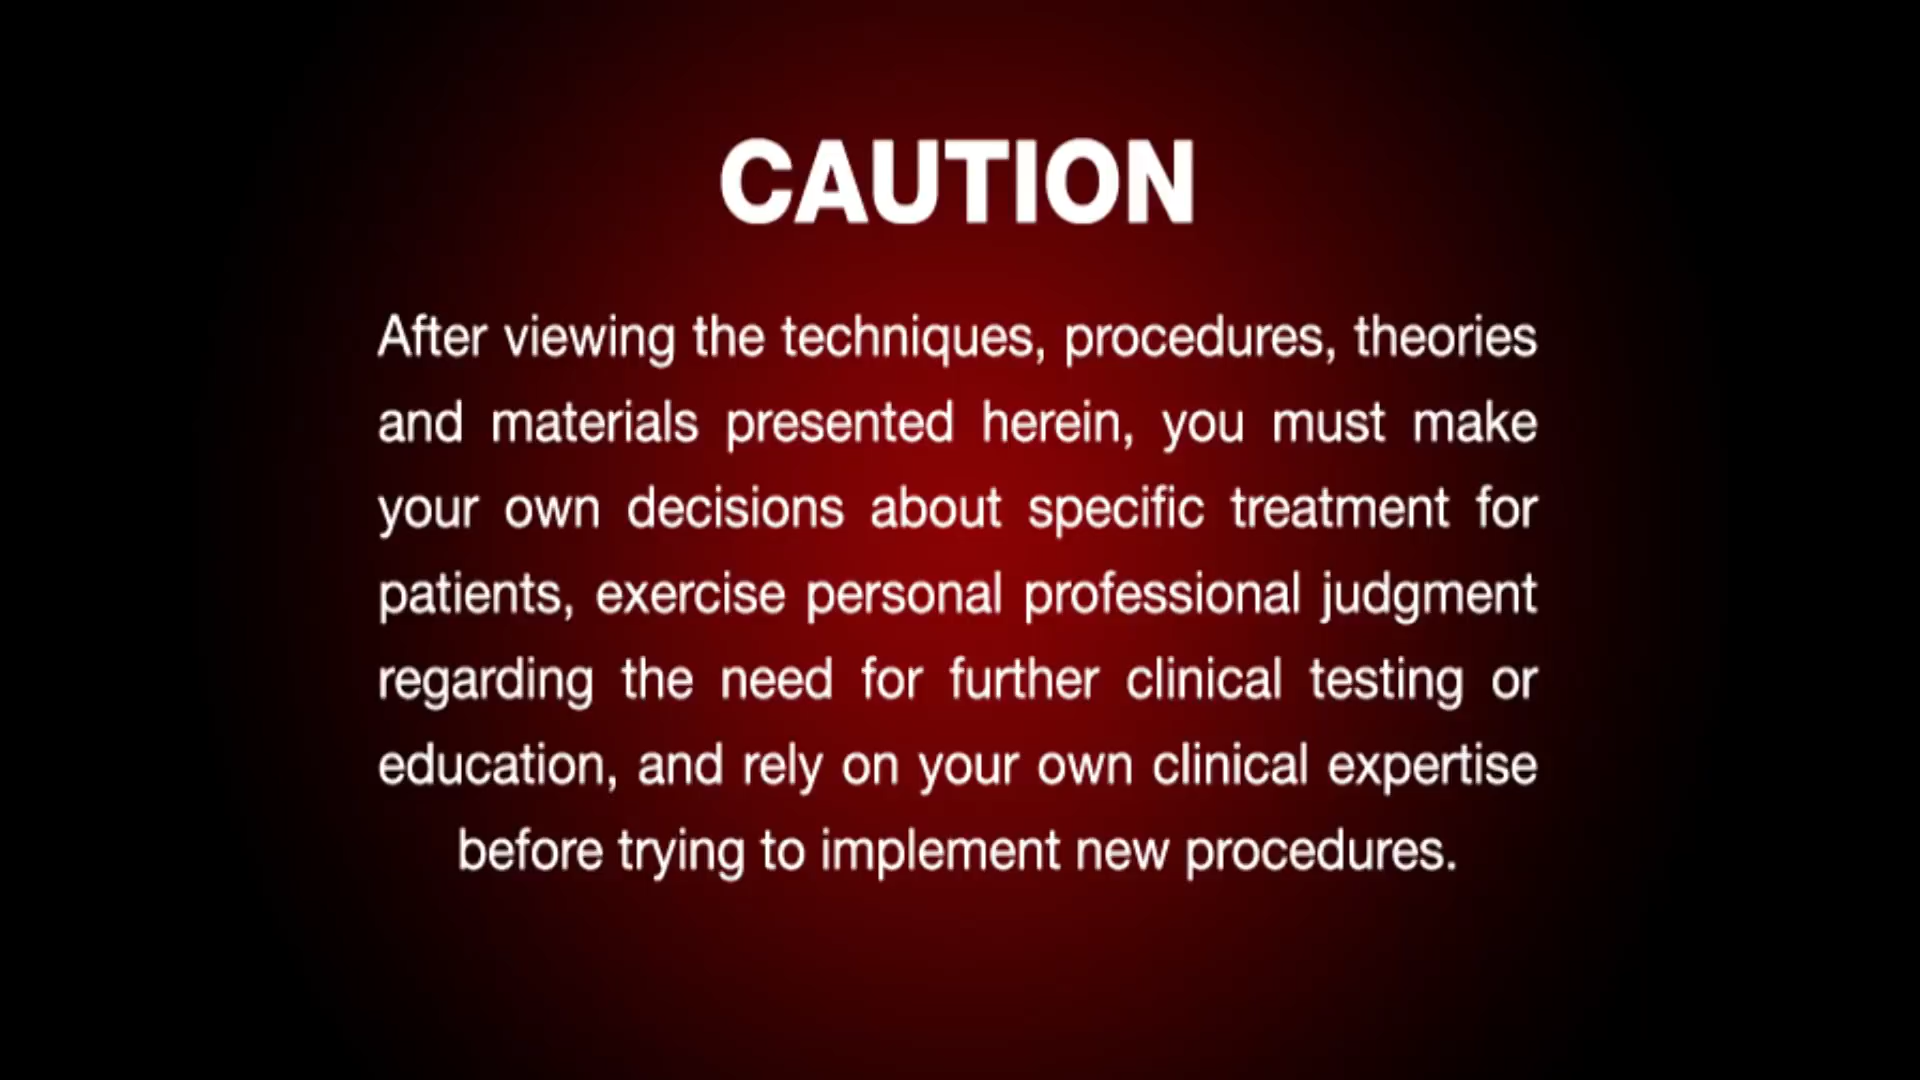 CAUTION
After viewing the techniques, procedures, theories
and materials presented herein, you must make
your own decisions about specific treatment for
patients, exercise personal professional judgment
regarding the need for further clinical testing or
education, and rely on your own clinical expertise
before trying to implement new procedures.